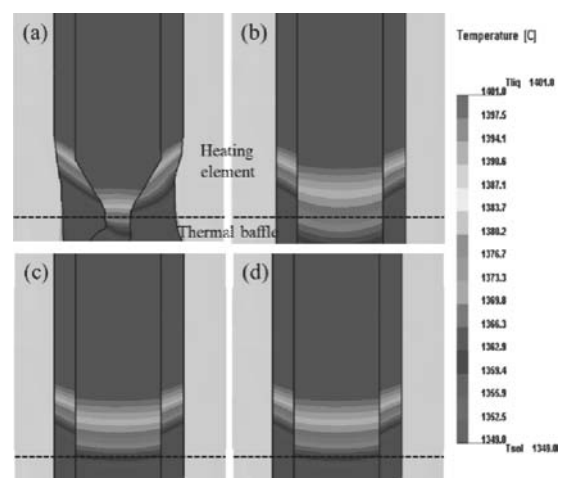 (a)
(b)
Temperature [C]
Tliq 1401.0
1401.0
1397.5
1394.1
1390.6
1387.1
1383.7
1380.2
1376.7
1373.3
1369.8
1366.3
1362.9
1359.4
1355.9
1352.5
1349.0
Tsol 1349.0
Heating
element
Thermal baffle
(c)
(d)